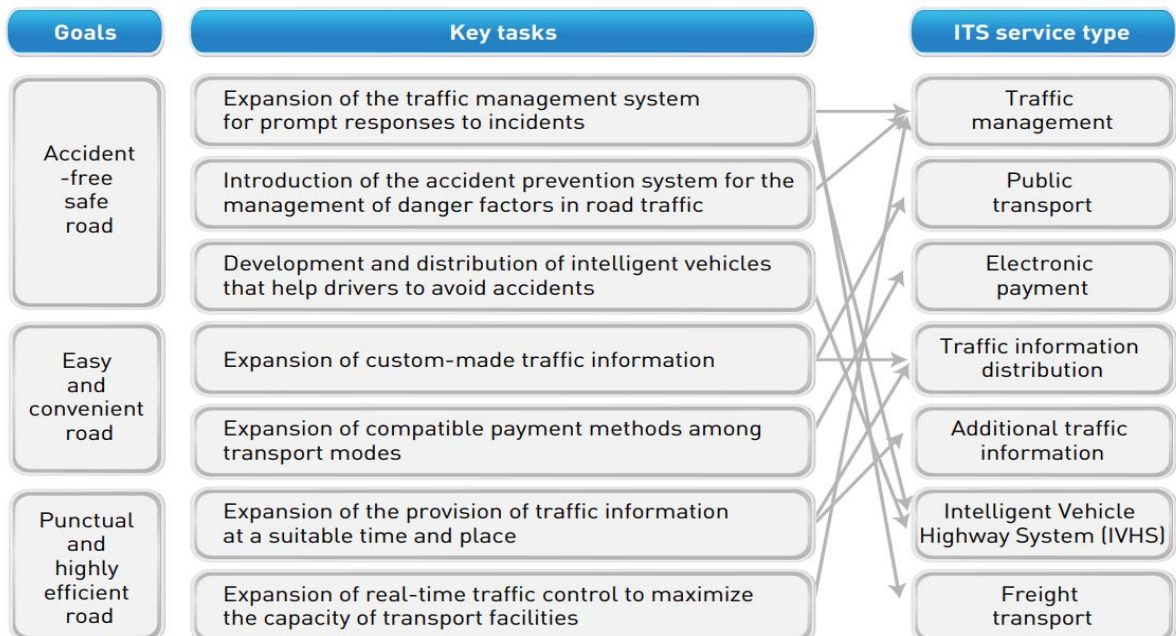 Goals
Key tasks
ITS service type
Accident
-free
safe
road
Expansion of the traffic management system
for prompt responses to incidents
Introduction of the accident prevention system for the
management of danger factors in road traffic
Development and distribution of intelligent vehicles
that help drivers to avoid accidents
Easy
and
convenient
road
Expansion of custom-made traffic information
Expansion of compatible payment methods among
transport modes
Punctual
and
highly
efficient
road
Expansion of the provision of traffic information
at a suitable time and place
Expansion of real-time traffic control to maximize
the capacity of transport facilities
Traffic
management
Public
transport
Electronic
payment
Traffic information
distribution
Additional traffic
information
Intelligent Vehicle
Highway System (IVHS)
Freight
transport